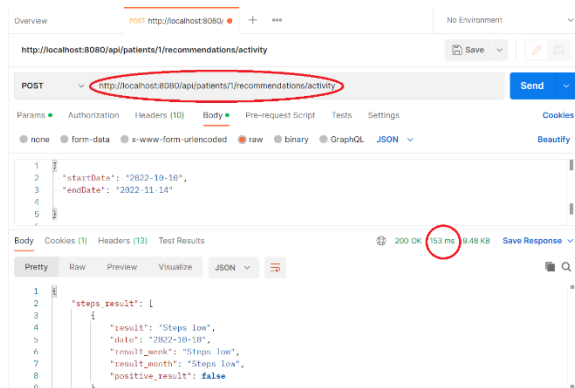 Overview POST http://localhost:8080/ + ooo No Environment
http://localhost:8080/api/patients/1/recommendations/activity Save
POST http://localhost:8080/api/patients/1/recommendations/activity Send
Params Authorization Headers (10) Body Pre-request Script Tests Settings Cookies
none form-data x-www-form-urlencoded raw binary GraphQL JSON Beautify
1 {
2 "startDate": "2022-10-10",
3 "endDate": "2022-11-14"
4
5 }
Body Cookies (1) Headers (13) Test Results 200 OK 153 ms 9.48 KB Save Response
Pretty Raw Preview Visualize JSON
1 {
2 "steps_result": [
3 {
4 "result": "Steps low",
5 "date": "2022-10-10",
6 "result_week": "Steps low",
7 "result_month": "Steps low",
8 "positive_result": false
9 }